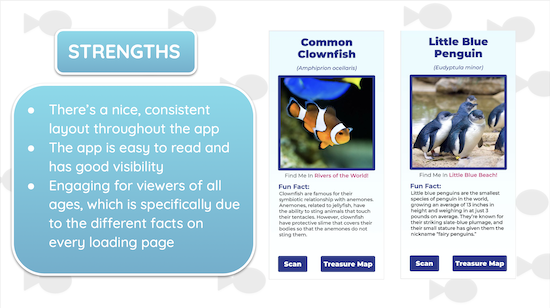 STRENGTHS
There's a nice, consistent
layout throughout the app
The app is easy to read and
has good visibility
Engaging for viewers of all
ages, which is specifically due
to the different facts on
every loading page
Common
Clownfish
(Amphiprion ocellaris)
Find Me In Rivers of the World!
Fun Fact:
Clownfish are famous for their
symbiotic relationship with anemones.
Anemones, related to jellyfish, have
the ability to sting animals that touch
their tentacles. However, clownfish
have protective slime that covers their
bodies so that the anemones do not
sting them.
Scan
Treasure Map
Little Blue
Penguin
(Eudyptula minor)
Find Me In Little Blue Beach!
Fun Fact:
Little blue penguins are the smallest
species of penguin in the world,
growing an average of 13 inches
in height and weighing in at just 3
pounds on average. They're known for
their striking slate-blue plumage, and
their small stature has given them the
nickname "fairy penguins."
Scan
Treasure Map